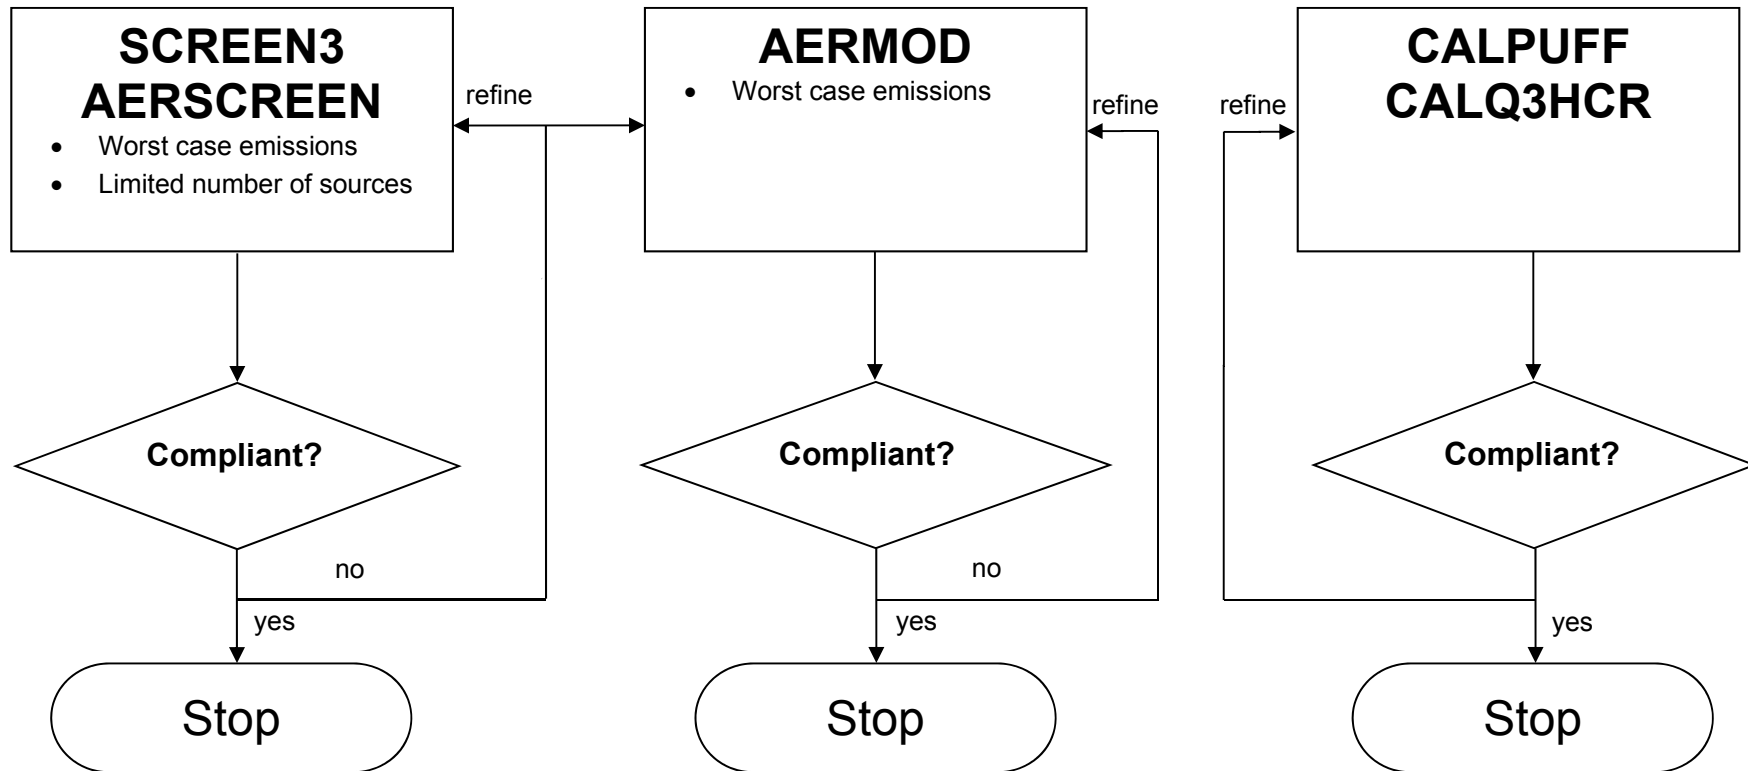 SCREEN3
AERSCREEN
• Worst case emissions
• Limited number of sources
refine
AERMOD
• Worst case emissions
refine
refine
CALPUFF
CALQ3HCR
Compliant?
Compliant?
Compliant?
no
no
yes
yes
yes
Stop
Stop
Stop